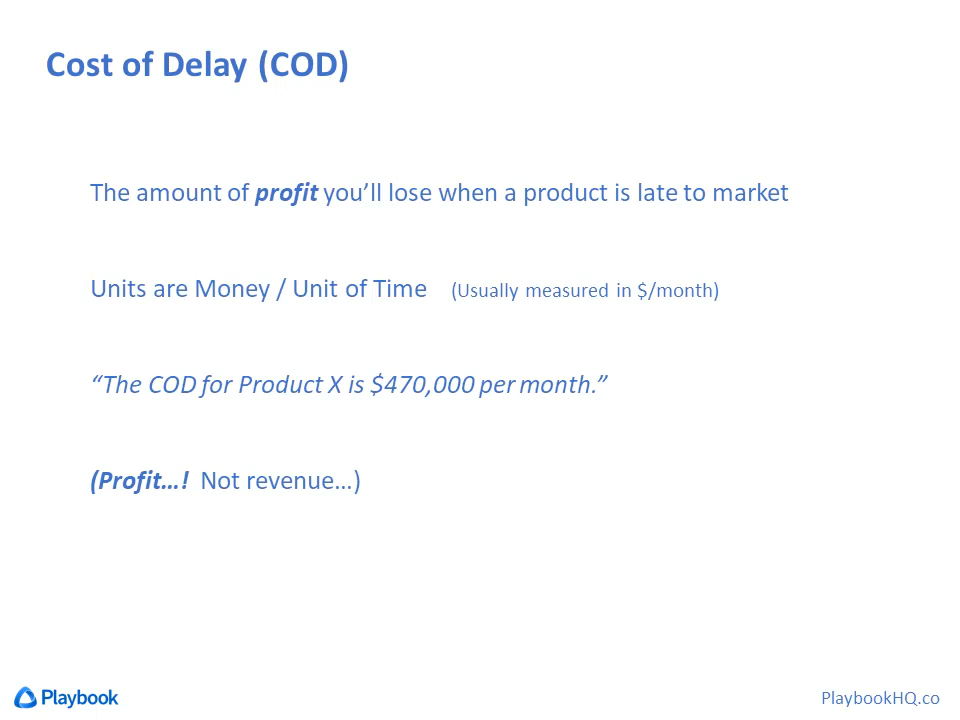 Cost of Delay (COD)
The amount of profit you’ll lose when a product is late to market
Units are Money / Unit of Time (Usually measured in $/month)
“The COD for Product X is $470,000 per month.”
(Profit…! Not revenue…)
Playbook
PlaybookHQ.co